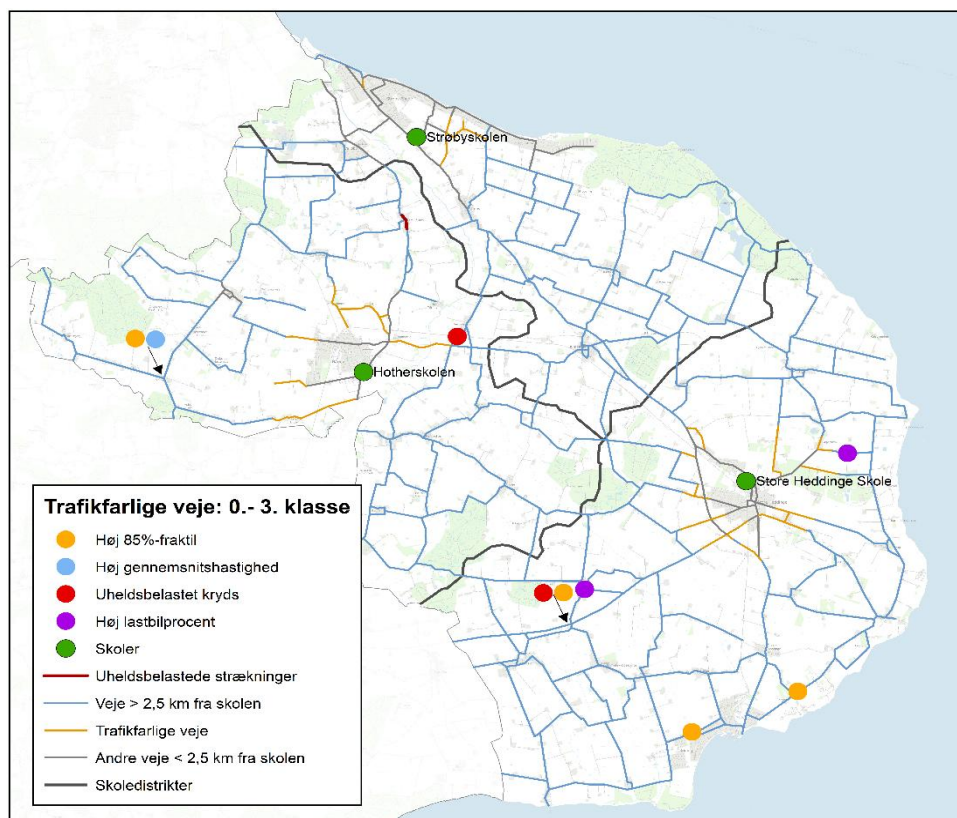 Strøbyskolen
Hotherskolen
Store Heddinge Skole
Trafikfarlige veje: 0.- 3. klasse
Høj 85%-fraktil
Høj gennemsnitshastighed
Uheldsbelastet kryds
Høj lastbilprocent
Skoler
Uheldsbelastede strækninger
Veje > 2,5 km fra skolen
Trafikfarlige veje
Andre veje < 2,5 km fra skolen
Skoledistrikter